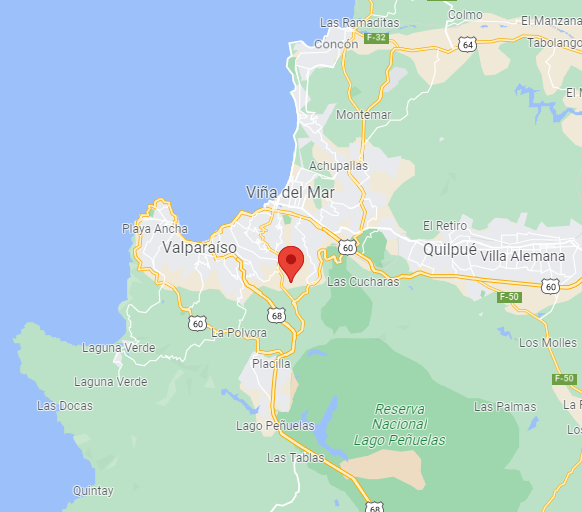 Las Ramaditas
Colmo
El Manzana
F-32
Concón
64
Tabolango
El M
Montemar
Achupallas
Viña del Mar
Playa Ancha
El Retiro
Valparaíso
60
Quilpué
Villa Alemana
Las Cucharas
60
F-50
68
60
La Polvora
Laguna Verde
Los Molles
Placilla
Laguna Verde
F-50
Las Docas
Reserva
Nacional
Lago Peñuelas
Las Palmas
La F
Lago Peñuelas
Los
Las Tablas
Quintay
68